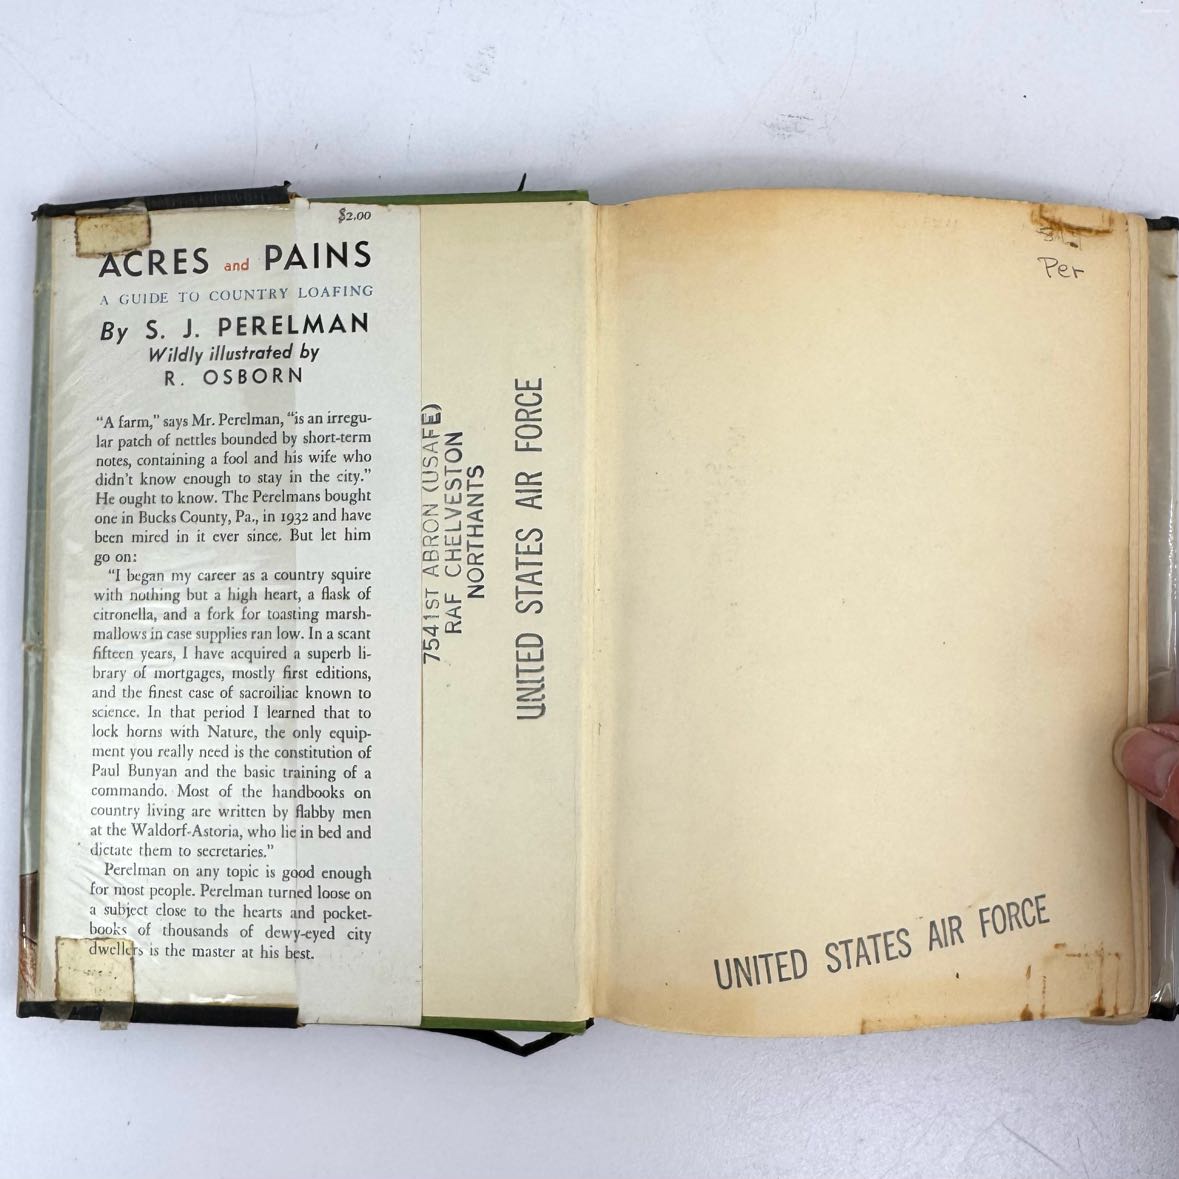 $2.00
ACRES and PAINS
A GUIDE TO COUNTRY LOAFING
By S. J. PERELMAN
Wildly illustrated by
R. OSBORN
"A farm," says Mr. Perelman, "is an irregu-
lar patch of nettles bounded by short-term
notes, containing a fool and his wife who
didn't know enough to stay in the city."
He ought to know. The Perelmans bought
one in Bucks County, Pa., in 1932 and have
been mired in it ever since. But let him
go on:
"I began my career as a country squire
with nothing but a high heart, a flask of
citronella, and a fork for toasting marsh-
mallows in case supplies ran low. In a scant
fifteen years, I have acquired a superb li-
brary of mortgages, mostly first editions,
and the finest case of sacroiliac known to
science. In that period I learned that to
lock horns with Nature, the only equip-
ment you really need is the constitution of
Paul Bunyan and the basic training of a
commando. Most of the handbooks on
country living are written by flabby men
at the Waldorf-Astoria, who lie in bed and
dictate them to secretaries."
Perelman on any topic is good enough
for most people. Perelman turned loose on
a subject close to the hearts and pocket-
books of thousands of dewy-eyed city
dwellers is the master at his best.
7541ST ABRON (USAFE)
RAF CHELVESTON
NORTHANTS
UNITED STATES AIR FORCE
Per
UNITED STATES AIR FORCE